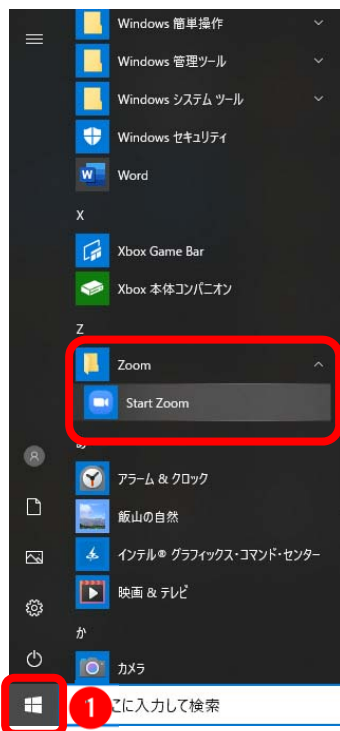 Windows 簡単操作
Windows 管理ツール
Windows システム ツール
Windows セキュリティ
W
Word
X
Xbox Game Bar
Xbox 本体コンパニオン
Z
Zoom
Start Zoom
あ
アラーム & クロック
飯山の自然
インテル® グラフィックス・コマンド・センター
映画 & テレビ
か
カメラ
1
こに入力して検索